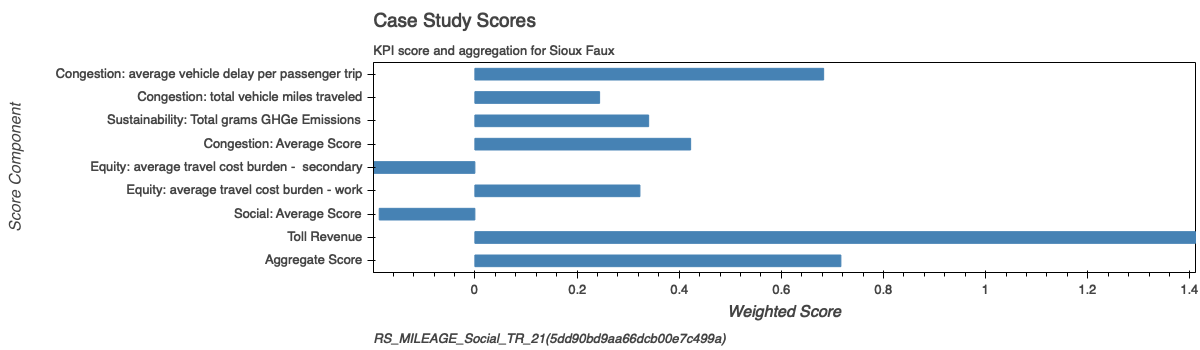 Case Study Scores
KPI score and aggregation for Sioux Faux
Score Component
Congestion: average vehicle delay per passenger trip
Congestion: total vehicle miles traveled
Sustainability: Total grams GHGe Emissions
Congestion: Average Score
Equity: average travel cost burden -  secondary
Equity: average travel cost burden - work
Social: Average Score
Toll Revenue
Aggregate Score
0 0.2 0.4 0.6 0.8 1 1.2 1.4
Weighted Score
RS_MILEAGE_Social_TR_21(5dd90bd9aa66dcb00e7c499a)